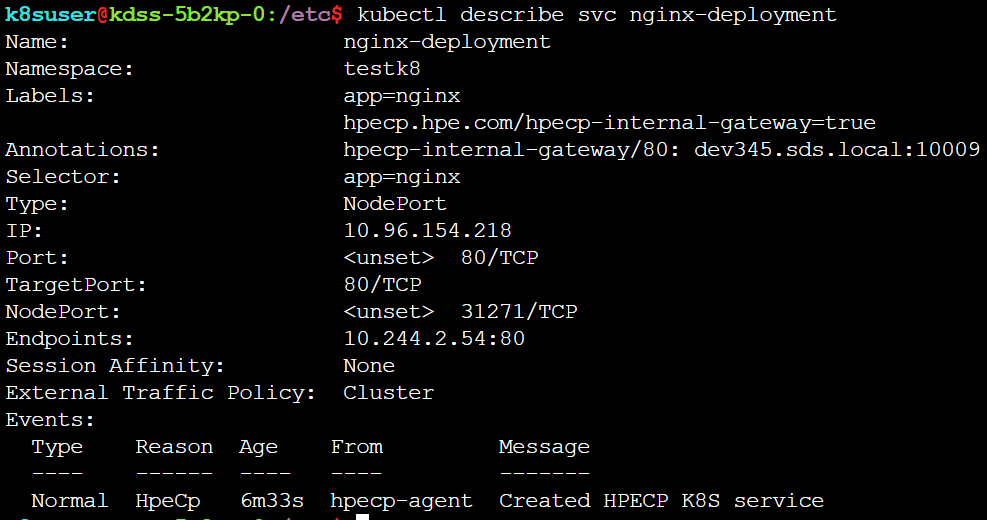 k8suser@kdss-5b2kp-0:/etc$ kubectl describe svc nginx-deployment
Name:                     nginx-deployment
Namespace:                testk8
Labels:                   app=nginx
                          hpecp.hpe.com/hpecp-internal-gateway=true
Annotations:              hpecp-internal-gateway/80: dev345.sds.local:10009
Selector:                 app=nginx
Type:                     NodePort
IP:                       10.96.154.218
Port:                     <unset>  80/TCP
TargetPort:               80/TCP
NodePort:                 <unset>  31271/TCP
Endpoints:                10.244.2.54:80
Session Affinity:         None
External Traffic Policy:  Cluster
Events:
  Type    Reason  Age    From         Message
  ----    ------  ----   ----         -------
  Normal  HpeCp   6m33s  hpecp-agent  Created HPECP K8S service